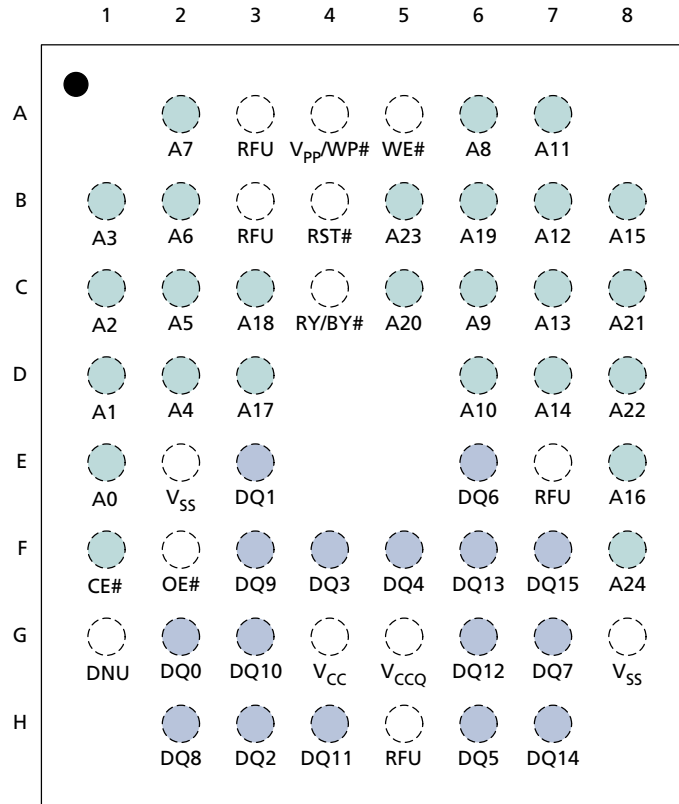 1 2 3 4 5 6 7 8
A
A7 RFU VPP/WP# WE# A8 A11
B
A3 A6 RFU RST# A23 A19 A12 A15
C
A2 A5 A18 RY/BY# A20 A9 A13 A21
D
A1 A4 A17 A10 A14 A22
E
A0 VSS DQ1 DQ6 RFU A16
F
CE# OE# DQ9 DQ3 DQ4 DQ13 DQ15 A24
G
DNU DQ0 DQ10 VCC VCCQ DQ12 DQ7 VSS
H
DQ8 DQ2 DQ11 RFU DQ5 DQ14